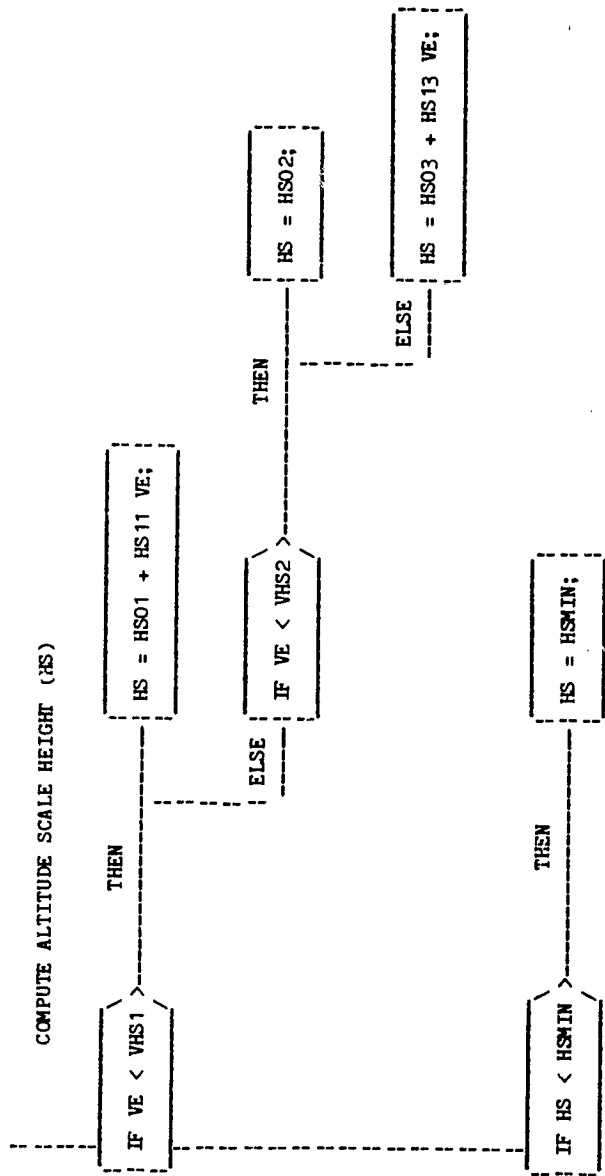 COMPUTE ALTITUDE SCALE HEIGHT (HS)
IF VE < VHS1
THEN
HS = HS01 + HS11 VE;
ELSE
IF VE < VHS2
THEN
HS = HS02;
ELSE
HS = HS03 + HS13 VE;
IF HS < HSMIN
THEN
HS = HSMIN;